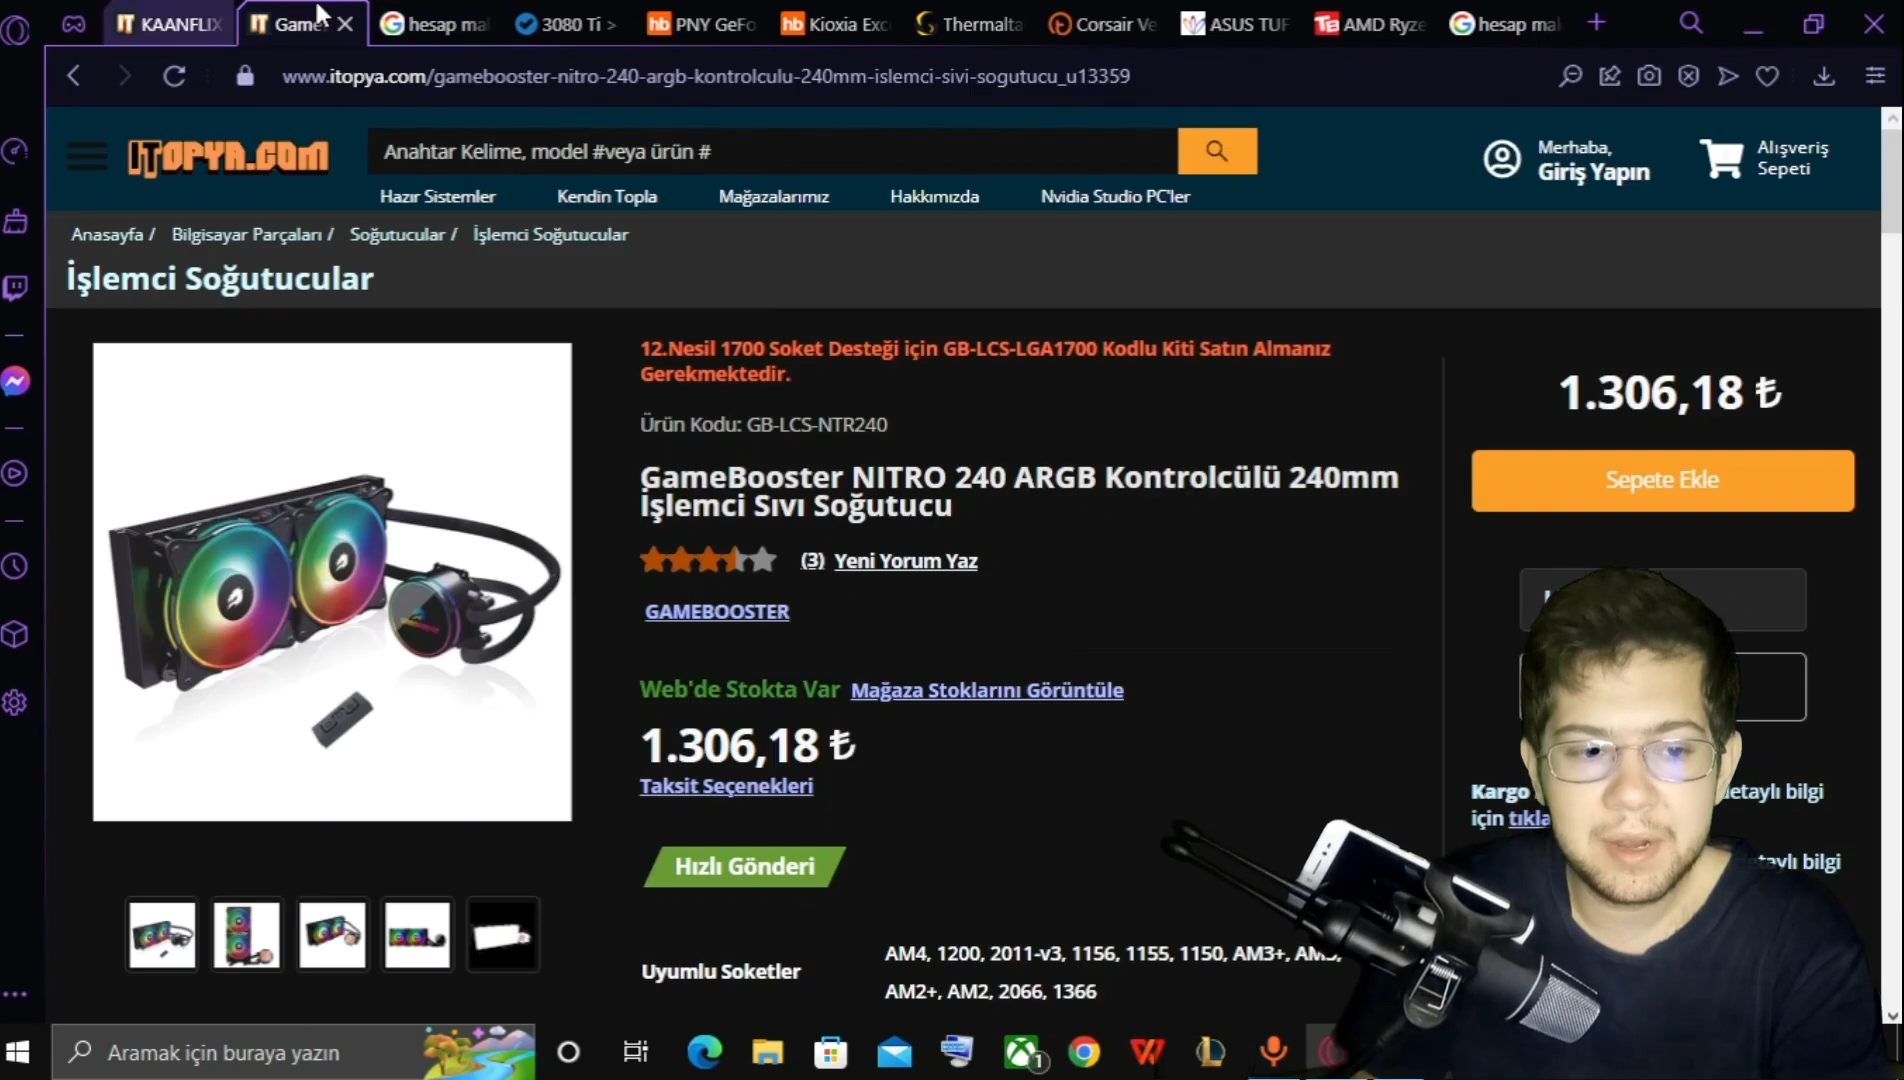 KAANFLIX
Game
hesap ma
3080 Ti >
PNY GeFo
Kioxia Exc
Thermalta
Corsair Ve
ASUS TUF
AMD Ryze
hesap mal
www.itopya.com/gamebooster-nitro-240-argb-kontrolculu-240mm-islemci-sivi-sogutucu_u13359
ITOPYA.COM
Anahtar Kelime, model #veya ürün #
Merhaba,
Giriş Yapın
Alışveriş
Sepeti
Hazır Sistemler
Kendin Topla
Mağazalarımız
Hakkımızda
Nvidia Studio PC'ler
Anasayfa / Bilgisayar Parçaları / Soğutucular / İşlemci Soğutucular
İşlemci Soğutucular
12.Nesil 1700 Soket Desteği için GB-LCS-LGA1700 Kodlu Kiti Satın Almanız
Gerekmektedir.
Ürün Kodu: GB-LCS-NTR240
GameBooster NITRO 240 ARGB Kontrolcülü 240mm
İşlemci Sıvı Soğutucu
(3) Yeni Yorum Yaz
GAMEBOOSTER
Web'de Stokta Var Mağaza Stoklarını Görüntüle
1.306,18 ₺
Taksit Seçenekleri
Hızlı Gönderi
Uyumlu Soketler
AM4, 1200, 2011-v3, 1156, 1155, 1150, AM3+, AM3,
AM2+, AM2, 2066, 1366
1.306,18 ₺
Sepete Ekle
Kargo
detaylı bilgi
için tıkla
detaylı bilgi
Aramak için buraya yazın
1